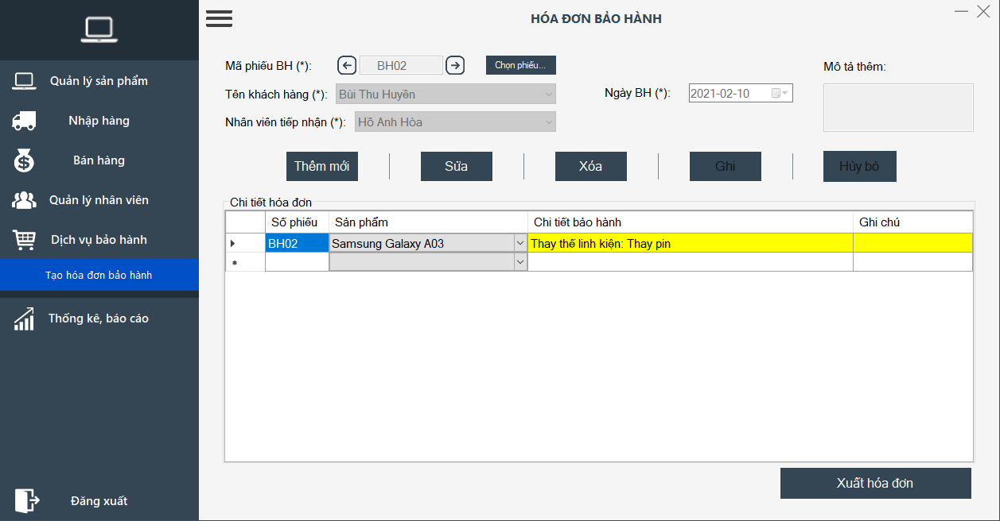 HÓA ĐƠN BẢO HÀNH
Quản lý sản phẩm
Nhập hàng
Bán hàng
Quản lý nhân viên
Dịch vụ bảo hành
Tạo hóa đơn bảo hành
Thống kê, báo cáo
Đăng xuất
Mã phiếu BH (*): BH02 Chọn phiếu...
Tên khách hàng (*): Bùi Thu Huyền
Nhân viên tiếp nhận (*): Hồ Anh Hòa
Ngày BH (*): 2021-02-10
Mô tả thêm:
Thêm mới Sửa Xóa Ghi Hủy bỏ
Chi tiết hóa đơn
Số phiếu Sản phẩm Chi tiết bảo hành Ghi chú
BH02 Samsung Galaxy A03 Thay thế linh kiện: Thay pin
Xuất hóa đơn